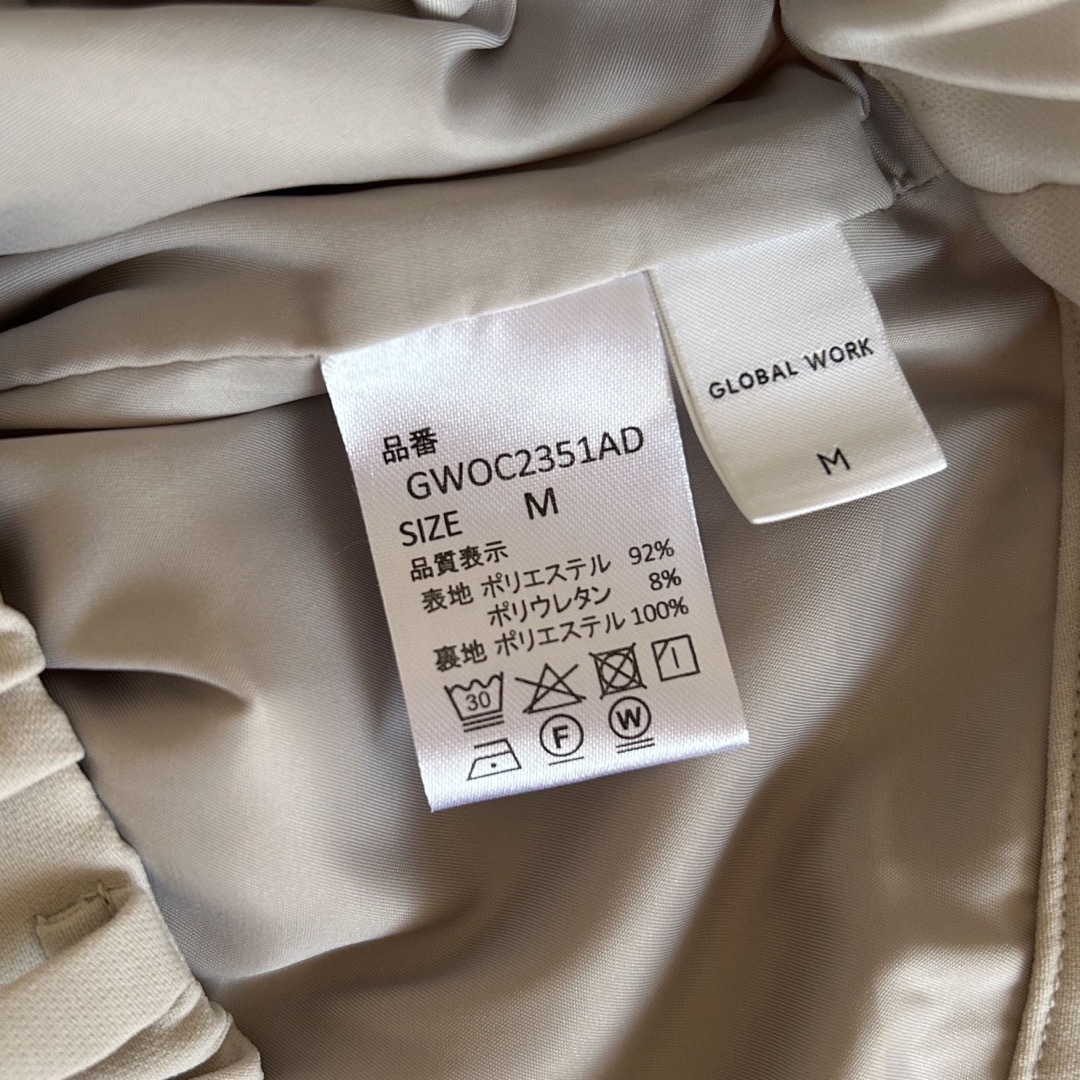 品番
GWOC2351AD
SIZE M
品質表示
表地 ポリエステル 92%
ポリウレタン 8%
裏地 ポリエステル 100%
30
F W
GLOBAL WORK
M